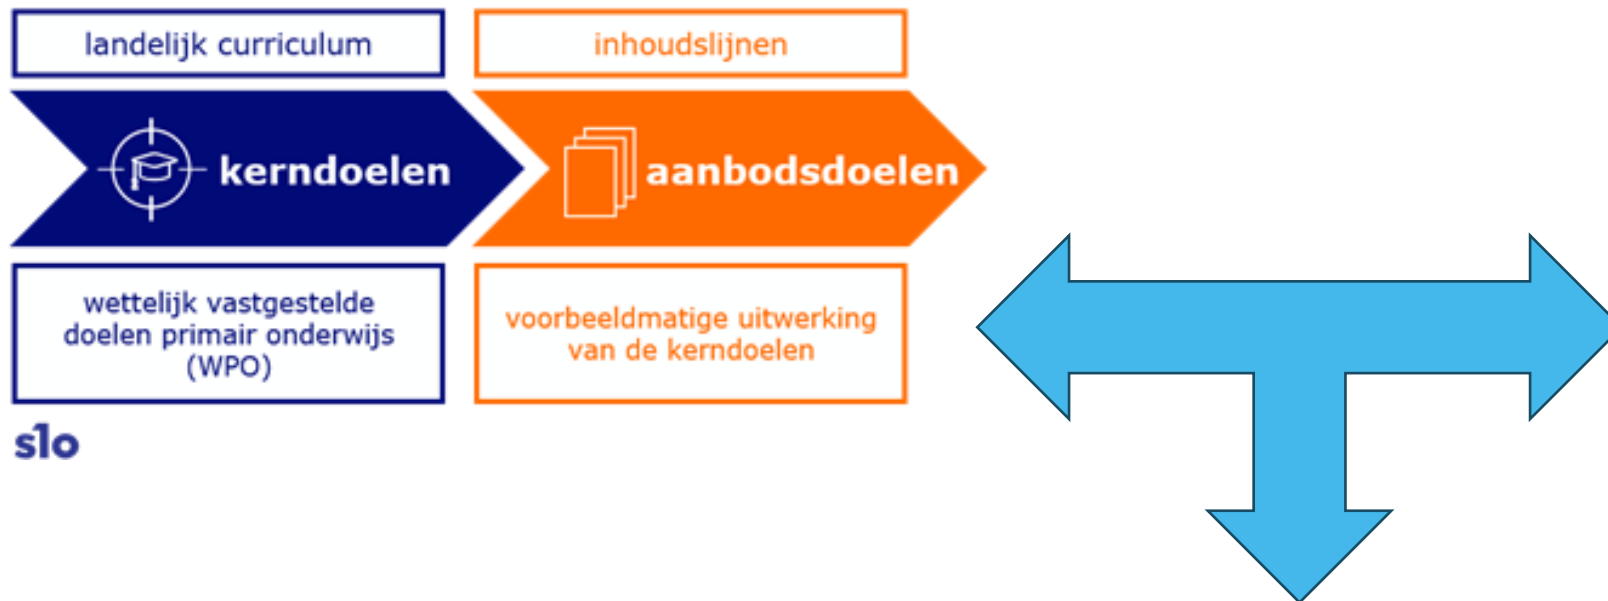 landelijk curriculum
inhoudslijnen
kerndoelen
aanbodsdoelen
wettelijk vastgestelde
doelen primair onderwijs
(WPO)
voorbeeldmatige uitwerking
van de kerndoelen
slo